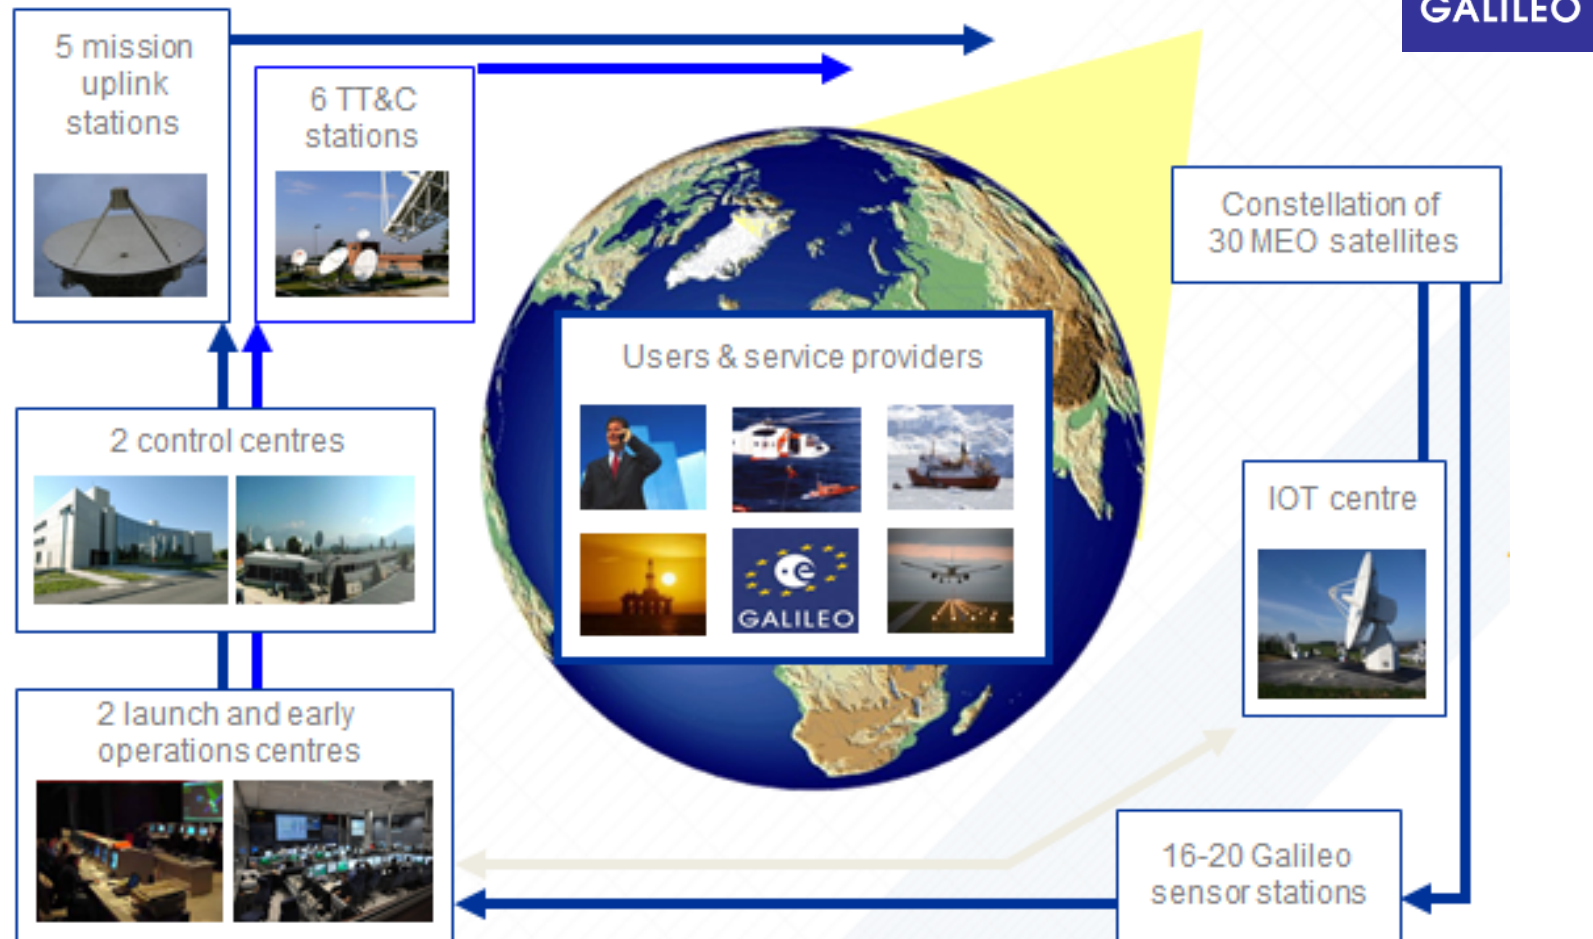 GALILEO
5 mission
uplink
stations
6 TT&C
stations
Constellation of
30 MEO satellites
Users & service providers
2 control centres
IOT centre
GALILEO
2 launch and early
operations centres
16-20 Galileo
sensor stations